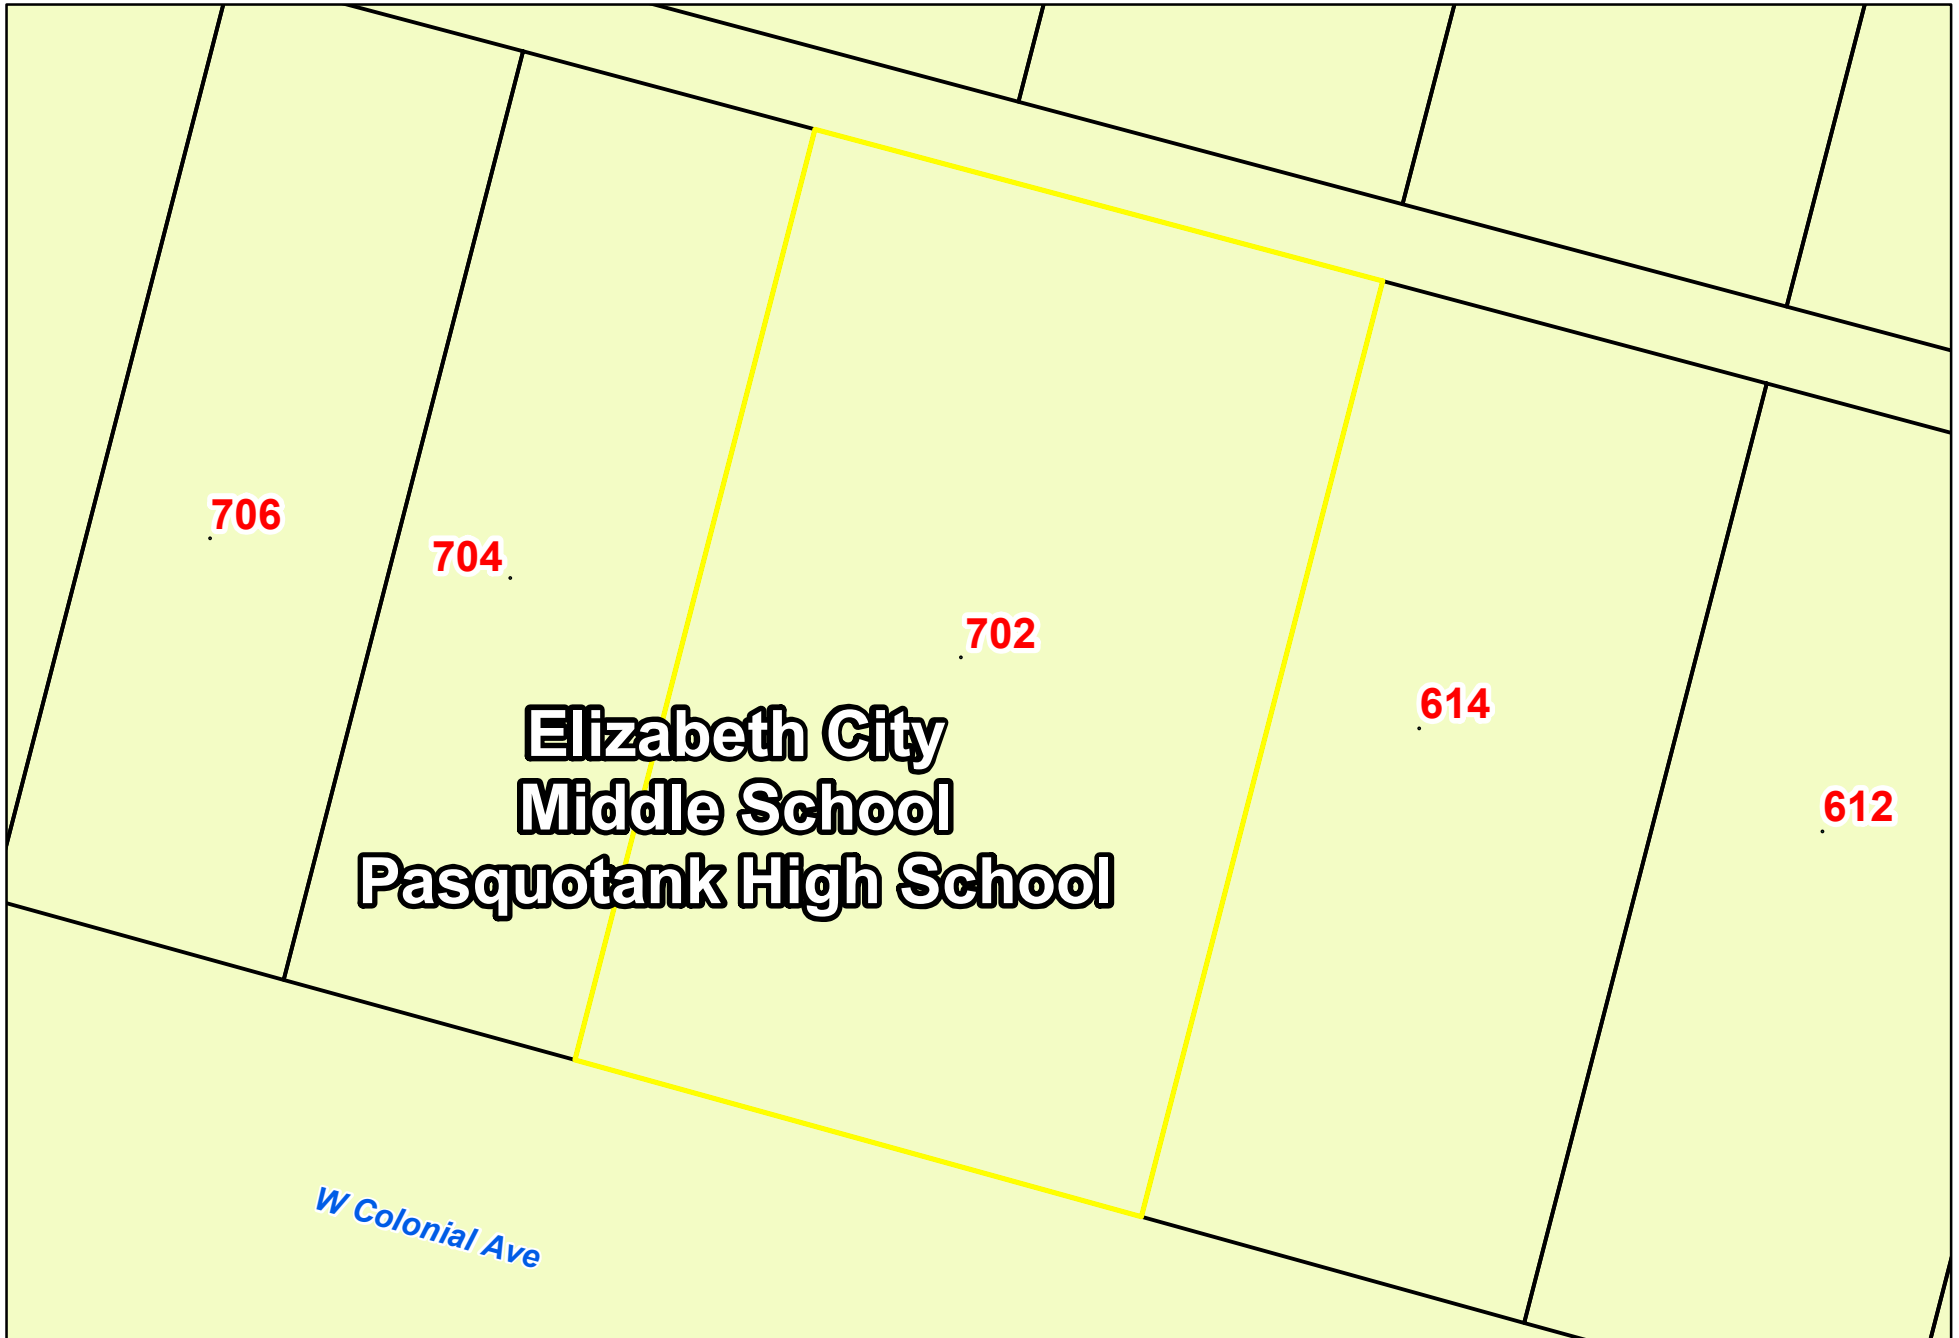 706
704
702
614
612
Elizabeth City
Middle School
Pasquotank High School
W Colonial Ave